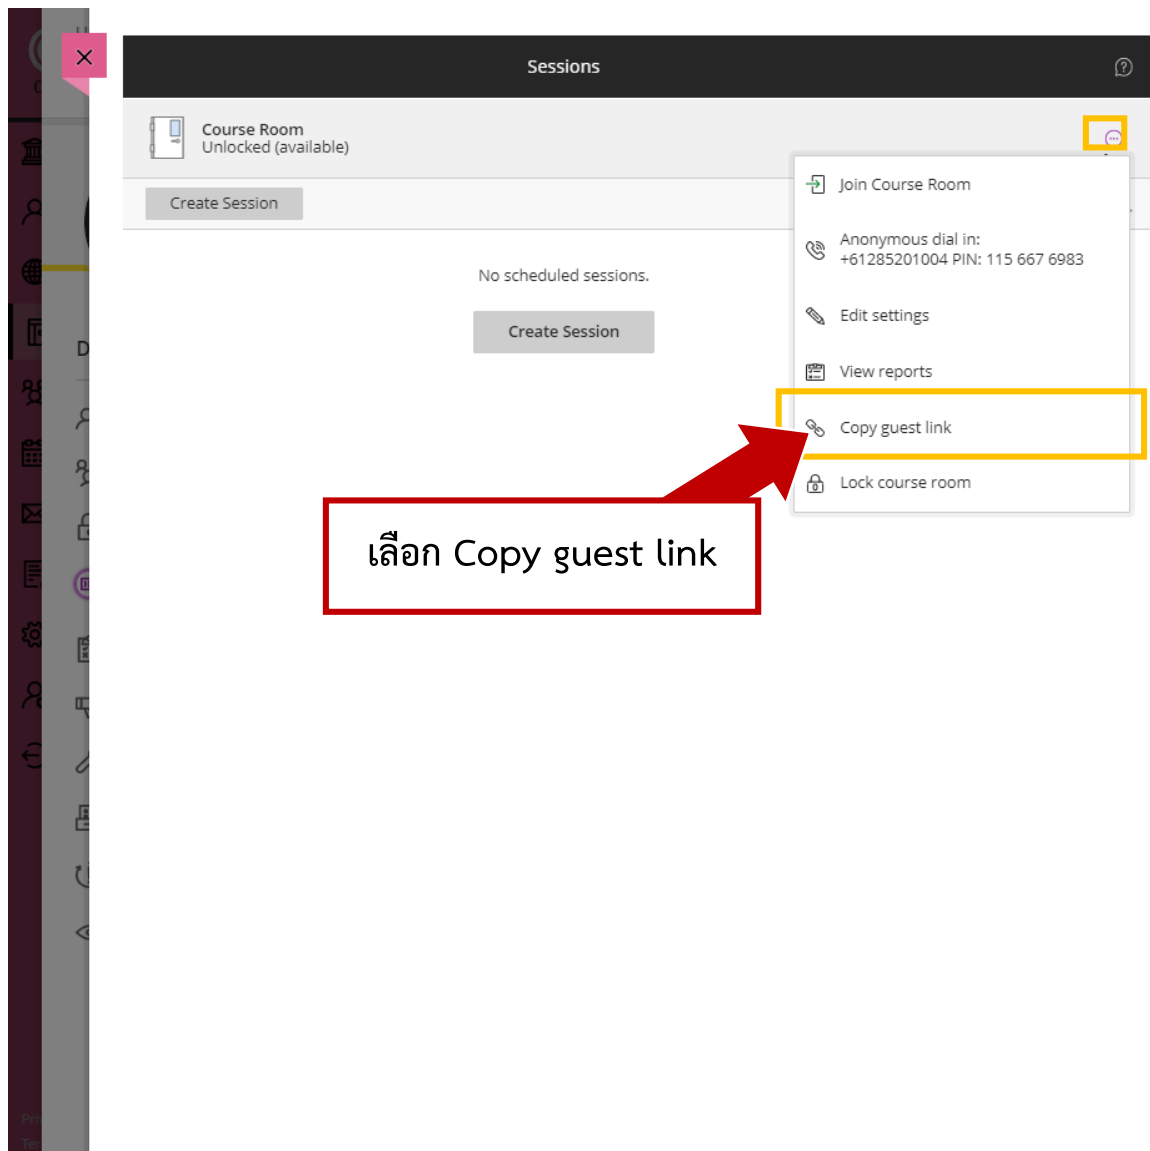 Sessions
Course Room
Unlocked (available)
Create Session
Join Course Room
Anonymous dial in:
+61285201004 PIN: 115 667 6983
No scheduled sessions.
Create Session
Edit settings
View reports
Copy guest link
Lock course room
เลือก Copy guest link